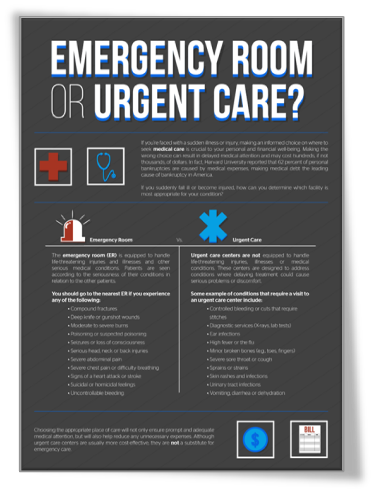 EMERGENCY ROOM
OR URGENT CARE?
If you're faced with a sudden illness or injury, making an informed choice on where to
seek medical care is crucial to your personal and financial well-being. Making the
wrong choice can result in delayed medical attention and may cost hundreds, if not
thousands, of dollars. In fact, Harvard University reported that 62 percent of personal
bankruptcies are caused by medical expenses, making medical debt the leading
cause of bankruptcy in America.
If you suddenly fall ill or become injured, how can you determine which facility is
most appropriate for your condition?
Emergency Room
VS
Urgent Care
The emergency room (ER) is equipped to handle
life-threatening injuries and illnesses and other
serious medical conditions. Patients are seen
according to the seriousness of their conditions in
relation to the other patients.
You should go to the nearest ER if you experience
any of the following:
• Compound fractures
• Deep knife or gunshot wounds
• Moderate to severe burns
• Poisoning or suspected poisoning
• Seizures or loss of consciousness
• Serious head, neck or back injuries
• Severe abdominal pain
• Severe chest pain or difficulty breathing
• Signs of a heart attack or stroke
• Suicidal or homicidal feelings
• Uncontrollable bleeding
Urgent care centers are not equipped to handle
life-threatening injuries, illnesses or medical
conditions. These centers are designed to address
conditions where delaying treatment could cause
serious problems or discomfort.
Some example of conditions that require a visit to
an urgent care center include:
• Controlled bleeding or cuts that require
stitches
• Diagnostic services (X-rays, lab tests)
• Ear infections
• High fever or the flu
• Minor broken bones (e.g., toes, fingers)
• Severe sore throat or cough
• Sprains or strains
• Skin rashes and infections
• Urinary tract infections
• Vomiting, diarrhea or dehydration
Choosing the appropriate place of care will not only ensure prompt and adequate
medical attention, but will also help reduce any unnecessary expenses. Although
urgent care centers are usually more cost-effective, they are not a substitute for
emergency care.
$
BILL